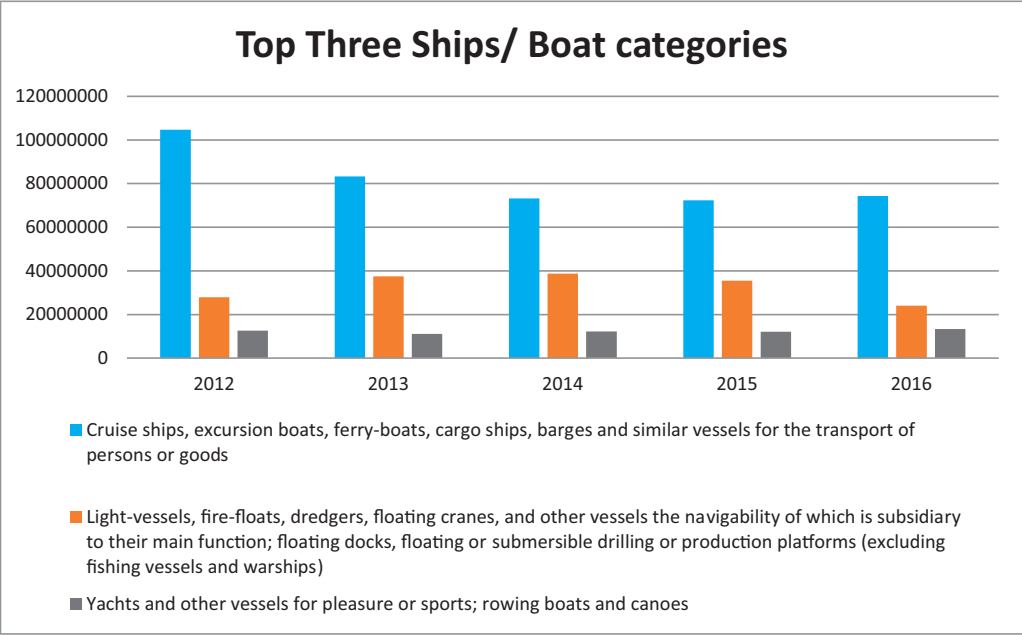 Top Three Ships/ Boat categories
120000000
100000000
80000000
60000000
40000000
20000000
0
2012 2013 2014 2015 2016
Cruise ships, excursion boats, ferry-boats, cargo ships, barges and similar vessels for the transport of
persons or goods
Light-vessels, fire-floats, dredgers, floating cranes, and other vessels the navigability of which is subsidiary
to their main function; floating docks, floating or submersible drilling or production platforms (excluding
fishing vessels and warships)
Yachts and other vessels for pleasure or sports; rowing boats and canoes